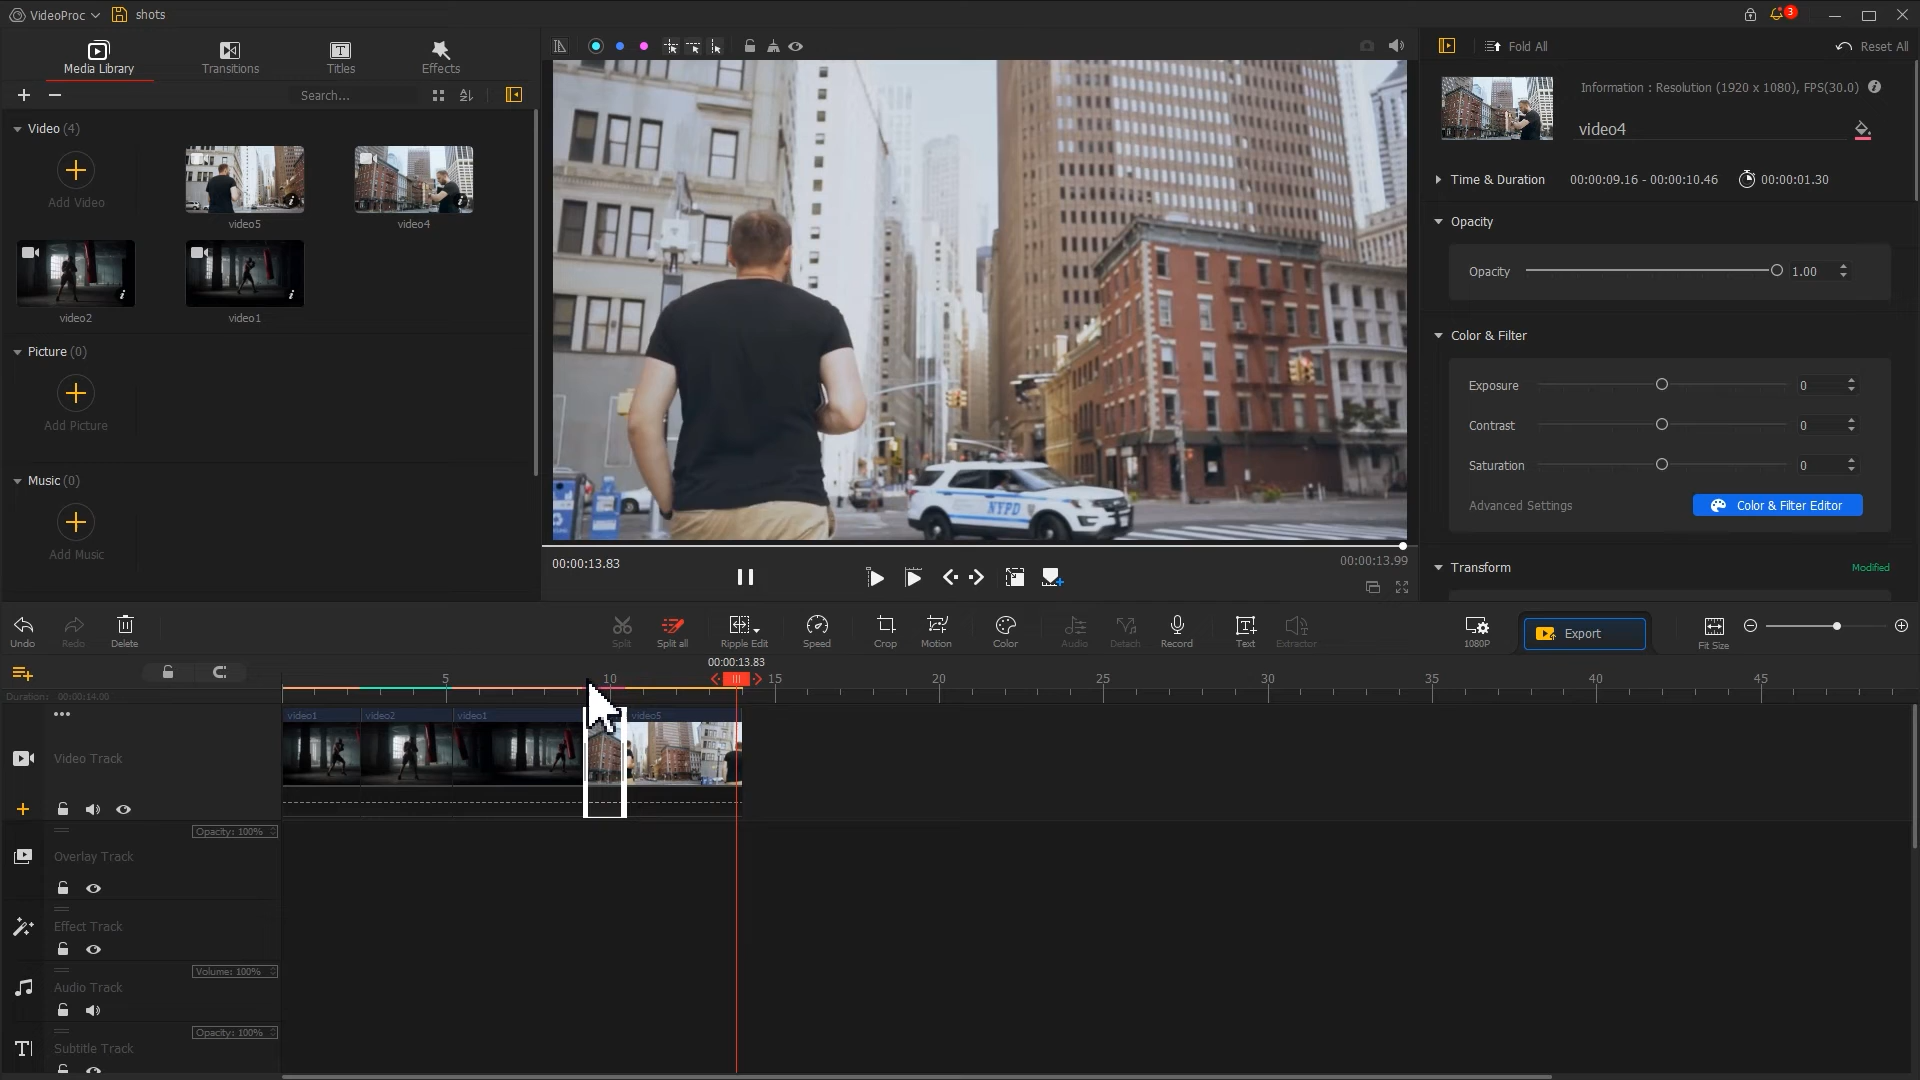 VideoProc
shots
3
Media Library
Transitions
Titles
Effects
Search...
Video (4)
Add Video
video5
video4
video2
video1
Picture (0)
Add Picture
Music (0)
Add Music
NYPD
00:00:13.83
00:00:13.99
Fold All
Reset All
Information : Resolution (1920 x 1080), FPS(30.0)
video4
Time & Duration
00:00:09.16 - 00:00:10.46
00:00:01.30
Opacity
Opacity
1.00
Color & Filter
Exposure
0
Contrast
0
Saturation
0
Advanced Settings
Color & Filter Editor
Transform
Modified
Undo
Redo
Delete
Split
Split all
Ripple Edit
Speed
Crop
Motion
Color
Audio
Detach
Record
Text
Extractor
1080P
Export
Fit Size
00:00:13.83
Duration: 00:00:14.00
5
10
15
20
25
30
35
40
45
video1
video2
video1
video5
Video Track
Opacity: 100%
Overlay Track
Effect Track
Volume: 100%
Audio Track
Opacity: 100%
Subtitle Track